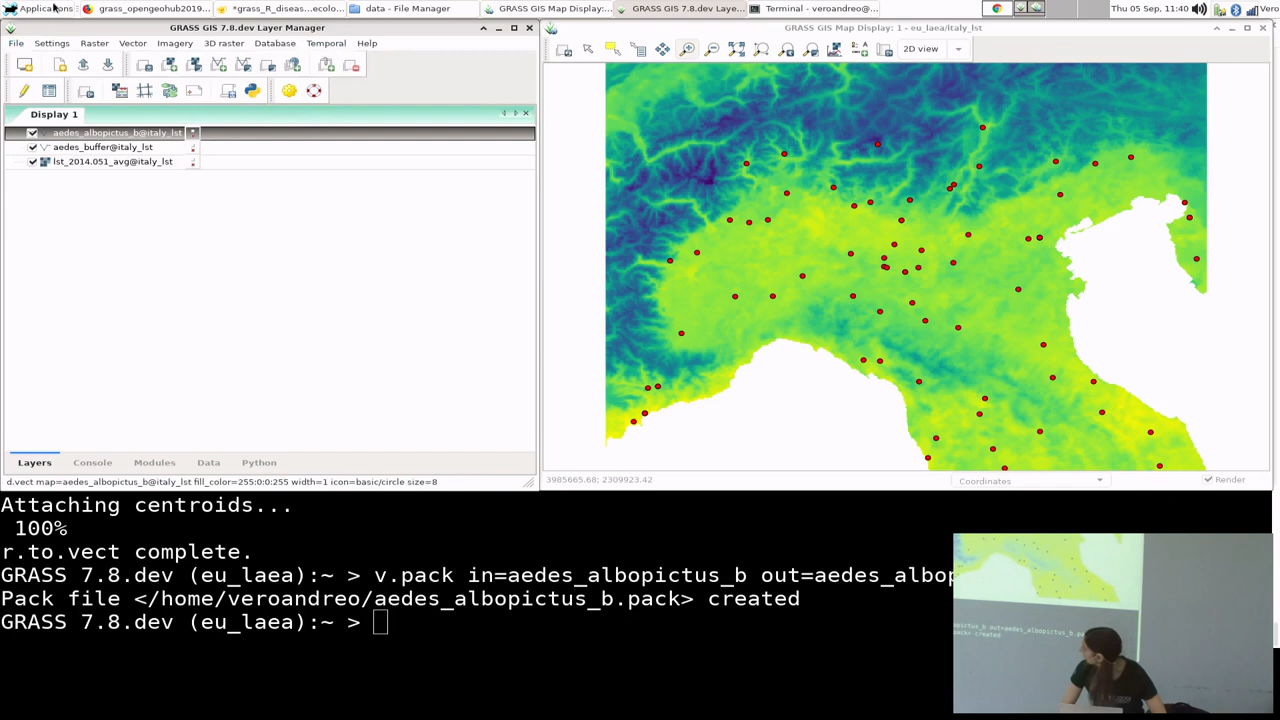 Applications
grass_opengeohub2019...
*grass_R_diseas...ecolo...
data - File Manager
GRASS GIS Map Display:...
GRASS GIS 7.8.dev Laye...
Terminal - veroandreo@...
Thu 05 Sep, 11:40
Vero
GRASS GIS 7.8.dev Layer Manager
GRASS GIS Map Display: 1 - eu_laea/italy_lst
File Settings Raster Vector Imagery 3D raster Database Temporal Help
2D view
Display 1
aedes_albopictus_b@italy_lst
aedes_buffer@italy_lst
lst_2014.051_avg@italy_lst
Layers Console Modules Data Python
d.vect map=aedes_albopictus_b@italy_lst fill_color=255:0:0:255 width=1 icon=basic/circle size=8
3985665.68; 2309923.42
Coordinates
Render
Attaching centroids...
100%
r.to.vect complete.
GRASS 7.8.dev (eu_laea):~ > v.pack in=aedes_albopictus_b out=aedes_albop
Pack file </home/veroandreo/aedes_albopictus_b.pack> created
GRASS 7.8.dev (eu_laea):~ >